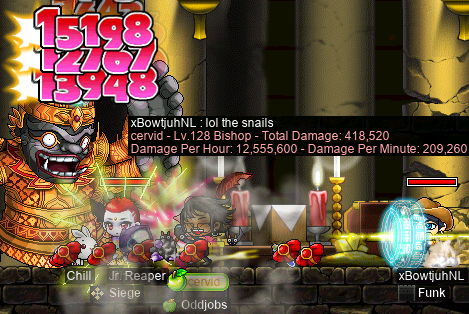 15198
12767
13948
xBowtjuhNL : lol the snails
cervid - Lv.128 Bishop - Total Damage: 418,520
Damage Per Hour: 12,555,600 - Damage Per Minute: 209,260
Chill
Jr. Reaper
cervid
xBowtjuhNL
Siege
Oddjobs
Funk